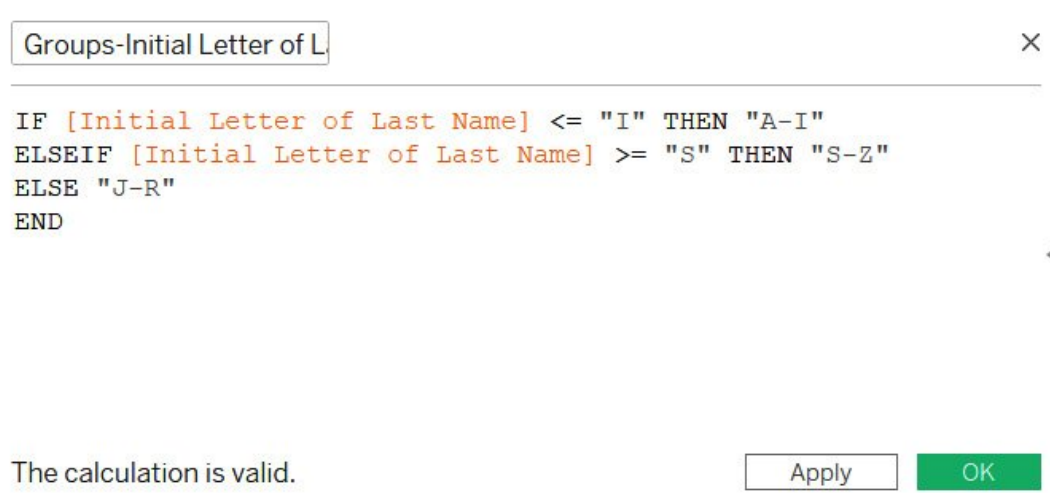 Groups-Initial Letter of L
IF [Initial Letter of Last Name] <= "I" THEN "A-I"
ELSEIF [Initial Letter of Last Name] >= "S" THEN "S-Z"
ELSE "J-R"
END
The calculation is valid.
Apply
OK